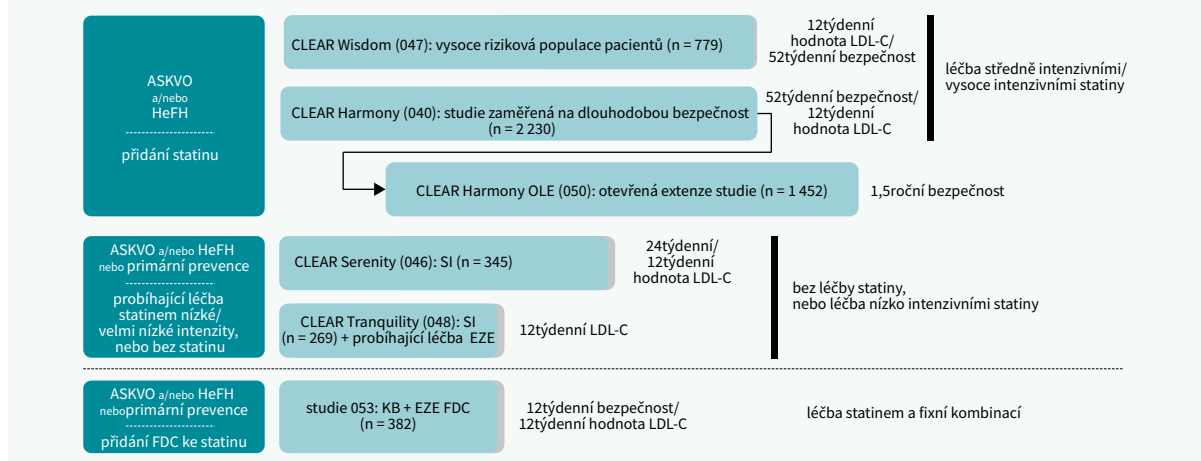 ASKVO
a/nebo
HeFH
přidání statinu
CLEAR Wisdom (047): vysoce riziková populace pacientů (n = 779)
12týdenní
hodnota LDL-C/
52týdenní bezpečnost
CLEAR Harmony (040): studie zaměřená na dlouhodobou bezpečnost
(n = 2 230)
52týdenní bezpečnost/
12týdenní
hodnota LDL-C
léčba středně intenzivními/
vysoce intenzivními statiny
CLEAR Harmony OLE (050): otevřená extenze studie (n = 1 452)
1,5roční bezpečnost
ASKVO a/nebo HeFH
nebo primární prevence
probíhající léčba
statinem nízké/
velmi nízké intenzity,
nebo bez statinu
CLEAR Serenity (046): SI (n = 345)
24týdenní/
12týdenní
hodnota LDL-C
CLEAR Tranquility (048): SI
(n = 269) + probíhající léčba EZE
12týdenní LDL-C
bez léčby statiny,
nebo léčba nízko intenzivními statiny
ASKVO a/nebo HeFH
neboprimární prevence
přidání FDC ke statinu
studie 053: KB + EZE FDC
(n = 382)
12týdenní bezpečnost/
12týdenní hodnota LDL-C
léčba statinem a fixní kombinací